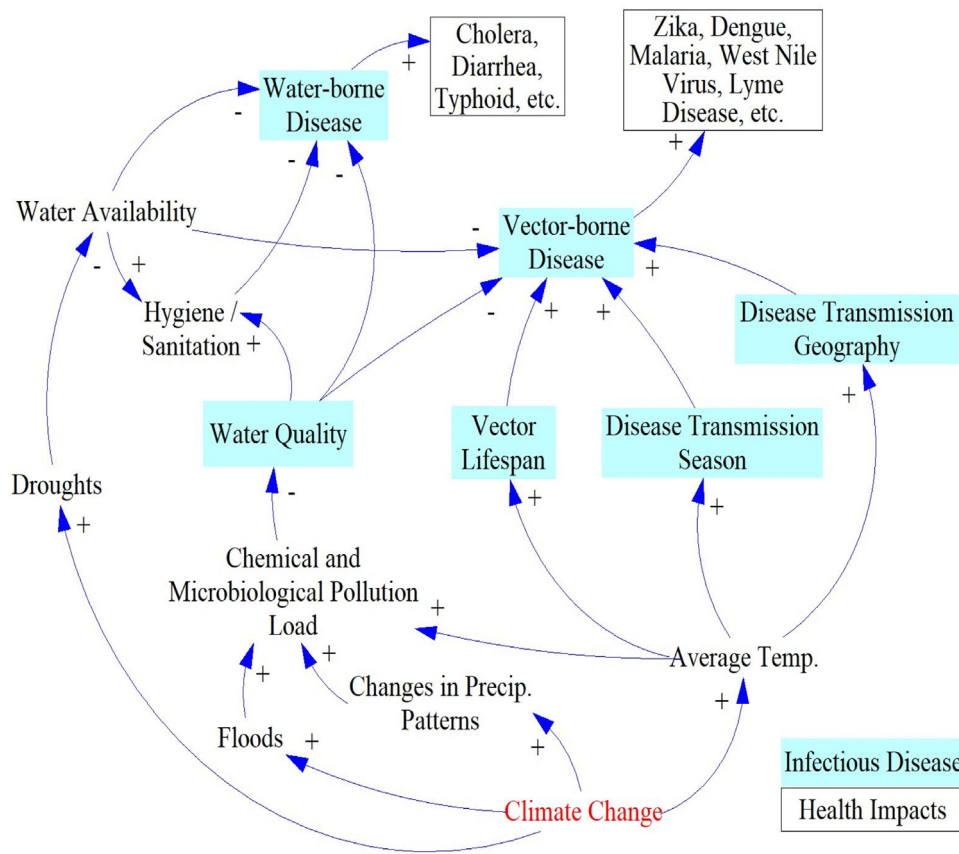 Cholera,
Diarrhea,
Typhoid, etc.
Zika, Dengue,
Malaria, West Nile
Virus, Lyme
Disease, etc.
+
+
Water-borne
Disease
-
-
-
Water Availability
-
+
Vector-borne
Disease
-
-
+
+
+
Hygiene /
Sanitation +
Disease Transmission
Geography
+
Water Quality
-
Vector
Lifespan
+
Disease Transmission
Season
+
Droughts
+
Chemical and
Microbiological Pollution
Load
+
+
+
Average Temp.
+
Changes in Precip.
Patterns
+
Floods
+
Climate Change
Infectious Disease
Health Impacts